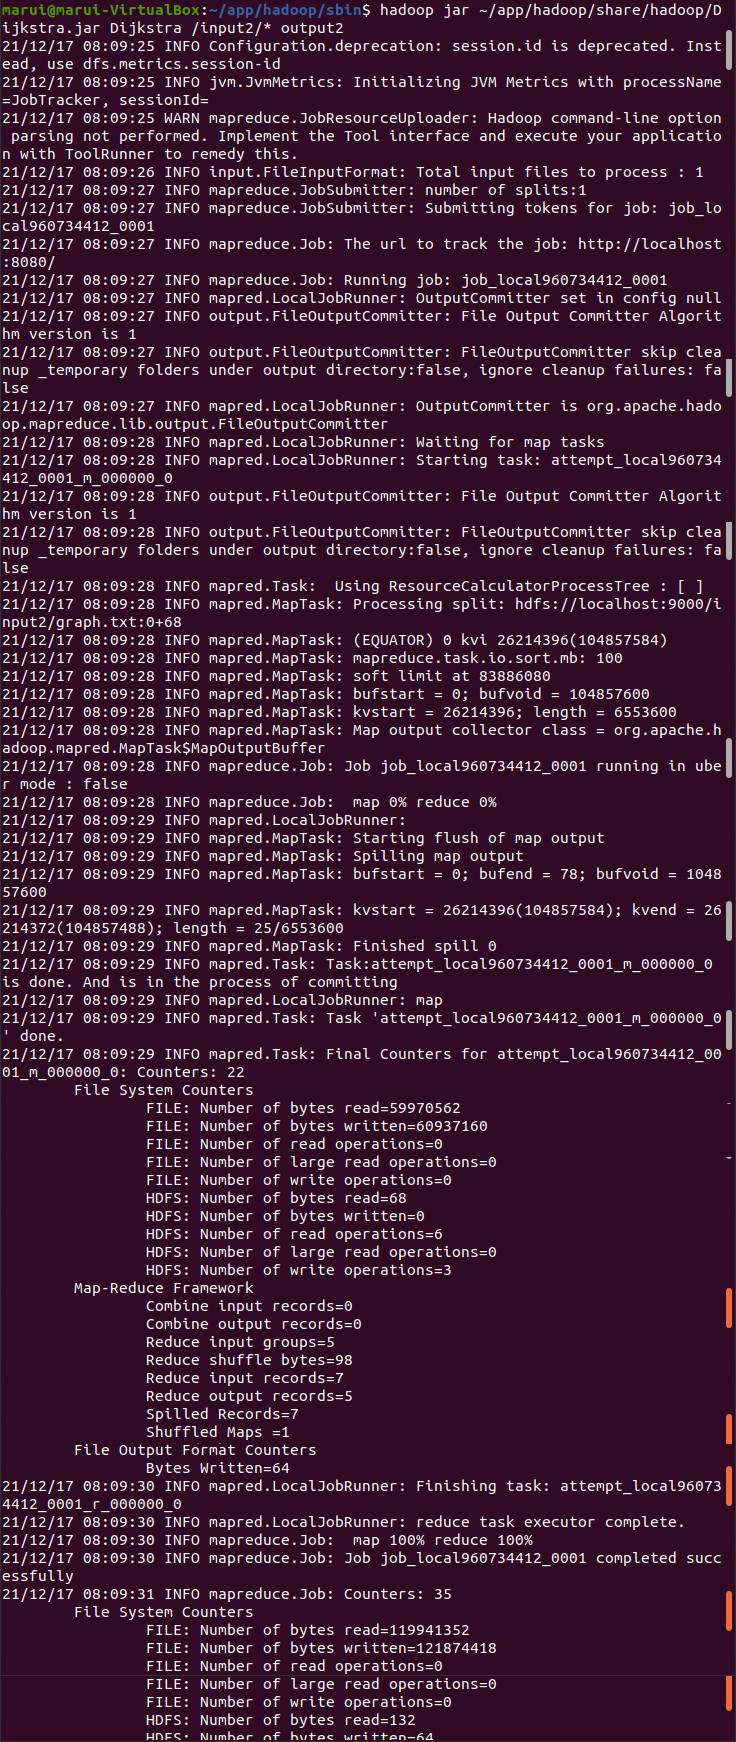 marui@marui-VirtualBox:~/app/hadoop/sbin$ hadoop jar ~/app/hadoop/share/hadoop/D
ijkstra.jar Dijkstra /input2/* output2
21/12/17 08:09:25 INFO Configuration.deprecation: session.id is deprecated. Inst
ead, use dfs.metrics.session-id
21/12/17 08:09:25 INFO jvm.JvmMetrics: Initializing JVM Metrics with processName
=JobTracker, sessionId=
21/12/17 08:09:25 WARN mapreduce.JobResourceUploader: Hadoop command-line option
 parsing not performed. Implement the Tool interface and execute your applicatio
n with ToolRunner to remedy this.
21/12/17 08:09:26 INFO input.FileInputFormat: Total input files to process : 1
21/12/17 08:09:27 INFO mapreduce.JobSubmitter: number of splits:1
21/12/17 08:09:27 INFO mapreduce.JobSubmitter: Submitting tokens for job: job_lo
cal960734412_0001
21/12/17 08:09:27 INFO mapreduce.Job: The url to track the job: http://localhost
:8080/
21/12/17 08:09:27 INFO mapreduce.Job: Running job: job_local960734412_0001
21/12/17 08:09:27 INFO mapred.LocalJobRunner: OutputCommitter set in config null
21/12/17 08:09:27 INFO output.FileOutputCommitter: File Output Committer Algorit
hm version is 1
21/12/17 08:09:27 INFO output.FileOutputCommitter: FileOutputCommitter skip clea
nup _temporary folders under output directory:false, ignore cleanup failures: fa
lse
21/12/17 08:09:27 INFO mapred.LocalJobRunner: OutputCommitter is org.apache.hado
op.mapreduce.lib.output.FileOutputCommitter
21/12/17 08:09:28 INFO mapred.LocalJobRunner: Waiting for map tasks
21/12/17 08:09:28 INFO mapred.LocalJobRunner: Starting task: attempt_local960734
412_0001_m_000000_0
21/12/17 08:09:28 INFO output.FileOutputCommitter: File Output Committer Algorit
hm version is 1
21/12/17 08:09:28 INFO output.FileOutputCommitter: FileOutputCommitter skip clea
nup _temporary folders under output directory:false, ignore cleanup failures: fa
lse
21/12/17 08:09:28 INFO mapred.Task:  Using ResourceCalculatorProcessTree : [ ]
21/12/17 08:09:28 INFO mapred.MapTask: Processing split: hdfs://localhost:9000/i
nput2/graph.txt:0+68
21/12/17 08:09:28 INFO mapred.MapTask: (EQUATOR) 0 kvi 26214396(104857584)
21/12/17 08:09:28 INFO mapred.MapTask: mapreduce.task.io.sort.mb: 100
21/12/17 08:09:28 INFO mapred.MapTask: soft limit at 83886080
21/12/17 08:09:28 INFO mapred.MapTask: bufstart = 0; bufvoid = 104857600
21/12/17 08:09:28 INFO mapred.MapTask: kvstart = 26214396; length = 6553600
21/12/17 08:09:28 INFO mapred.MapTask: Map output collector class = org.apache.h
adoop.mapred.MapTask$MapOutputBuffer
21/12/17 08:09:28 INFO mapreduce.Job: Job job_local960734412_0001 running in ube
r mode : false
21/12/17 08:09:28 INFO mapreduce.Job:  map 0% reduce 0%
21/12/17 08:09:29 INFO mapred.LocalJobRunner:
21/12/17 08:09:29 INFO mapred.MapTask: Starting flush of map output
21/12/17 08:09:29 INFO mapred.MapTask: Spilling map output
21/12/17 08:09:29 INFO mapred.MapTask: bufstart = 0; bufend = 78; bufvoid = 1048
57600
21/12/17 08:09:29 INFO mapred.MapTask: kvstart = 26214396(104857584); kvend = 26
214372(104857488); length = 25/6553600
21/12/17 08:09:29 INFO mapred.MapTask: Finished spill 0
21/12/17 08:09:29 INFO mapred.Task: Task:attempt_local960734412_0001_m_000000_0
is done. And is in the process of committing
21/12/17 08:09:29 INFO mapred.LocalJobRunner: map
21/12/17 08:09:29 INFO mapred.Task: Task 'attempt_local960734412_0001_m_000000_0
' done.
21/12/17 08:09:29 INFO mapred.Task: Final Counters for attempt_local960734412_00
01_m_000000_0: Counters: 22
File System Counters
FILE: Number of bytes read=59970562
FILE: Number of bytes written=60937160
FILE: Number of read operations=0
FILE: Number of large read operations=0
FILE: Number of write operations=0
HDFS: Number of bytes read=68
HDFS: Number of bytes written=0
HDFS: Number of read operations=6
HDFS: Number of large read operations=0
HDFS: Number of write operations=3
Map-Reduce Framework
Combine input records=0
Combine output records=0
Reduce input groups=5
Reduce shuffle bytes=98
Reduce input records=7
Reduce output records=5
Spilled Records=7
Shuffled Maps =1
File Output Format Counters
Bytes Written=64
21/12/17 08:09:30 INFO mapred.LocalJobRunner: Finishing task: attempt_local96073
4412_0001_r_000000_0
21/12/17 08:09:30 INFO mapred.LocalJobRunner: reduce task executor complete.
21/12/17 08:09:30 INFO mapreduce.Job:  map 100% reduce 100%
21/12/17 08:09:30 INFO mapreduce.Job: Job job_local960734412_0001 completed succ
essfully
21/12/17 08:09:31 INFO mapreduce.Job: Counters: 35
File System Counters
FILE: Number of bytes read=119941352
FILE: Number of bytes written=121874418
FILE: Number of read operations=0
FILE: Number of large read operations=0
FILE: Number of write operations=0
HDFS: Number of bytes read=132
HDFS: Number of bytes written=64